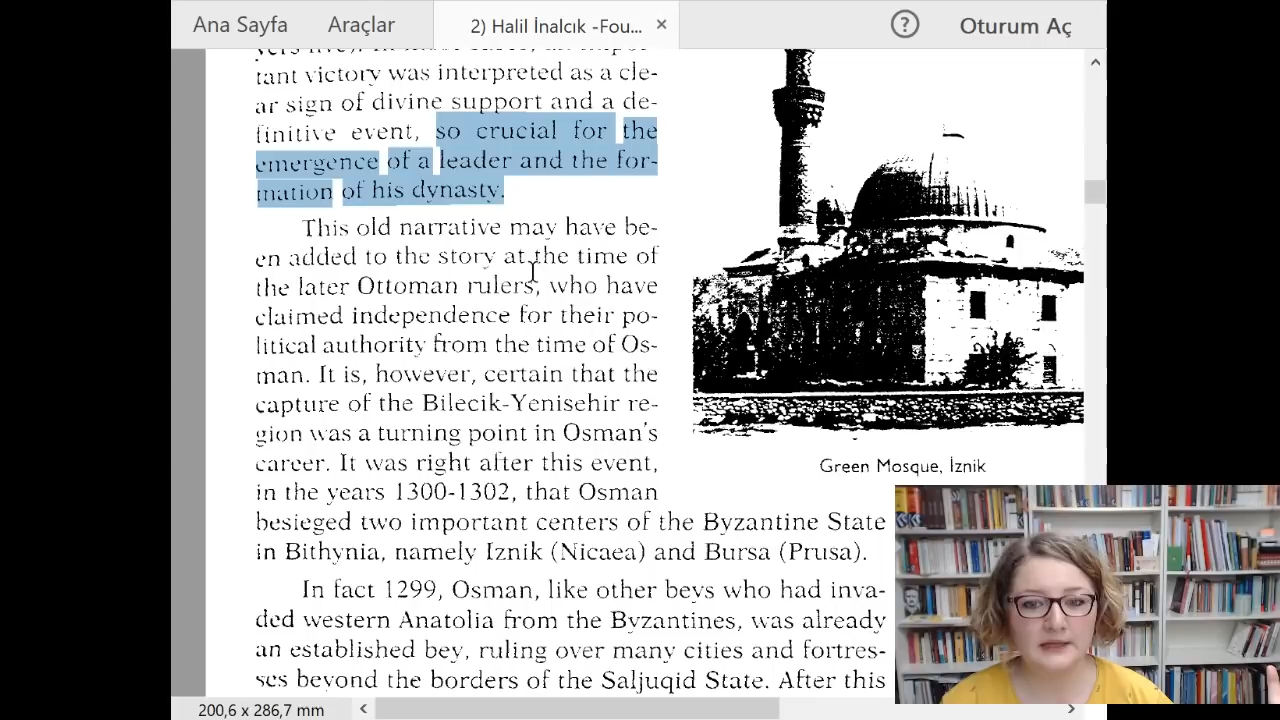 Ana Sayfa
Araçlar
2) Halil İnalcık -Fou...
Oturum Aç
tant victory was interpreted as a cle-
ar sign of divine support and a de-
finitive event, so crucial for the
emergence of a leader and the for-
mation of his dynasty.
This old narrative may have be-
en added to the story at the time of
the later Ottoman rulers, who have
claimed independence for their po-
litical authority from the time of Os-
man. It is, however, certain that the
capture of the Bilecik-Yenisehir re-
gion was a turning point in Osman's
career. It was right after this event,
in the years 1300-1302, that Osman
besieged two important centers of the Byzantine State
in Bithynia, namely Iznik (Nicaea) and Bursa (Prusa).
In fact 1299, Osman, like other beys who had inva-
ded western Anatolia from the Byzantines, was already
an established bey, ruling over many cities and fortres-
ses beyond the borders of the Saljuqid State. After this
Green Mosque, İznik
200,6 x 286,7 mm